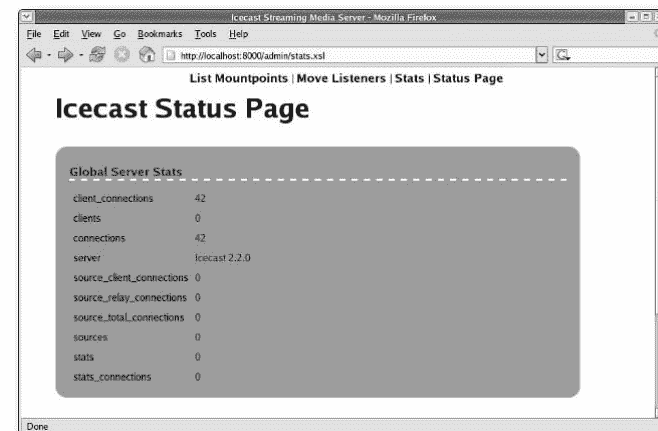 Icecast Streaming Media Server - Mozilla Firefox
File Edit View Go Bookmarks Tools Help
http://localhost:8000/admin/stats.xsl
List Mountpoints | Move Listeners | Stats | Status Page
Icecast Status Page
Global Server Stats
client_connections 42
clients 0
connections 42
server Icecast 2.2.0
source_client_connections 0
source_relay_connections 0
source_total_connections 0
sources 0
stats 0
stats_connections 0
Done